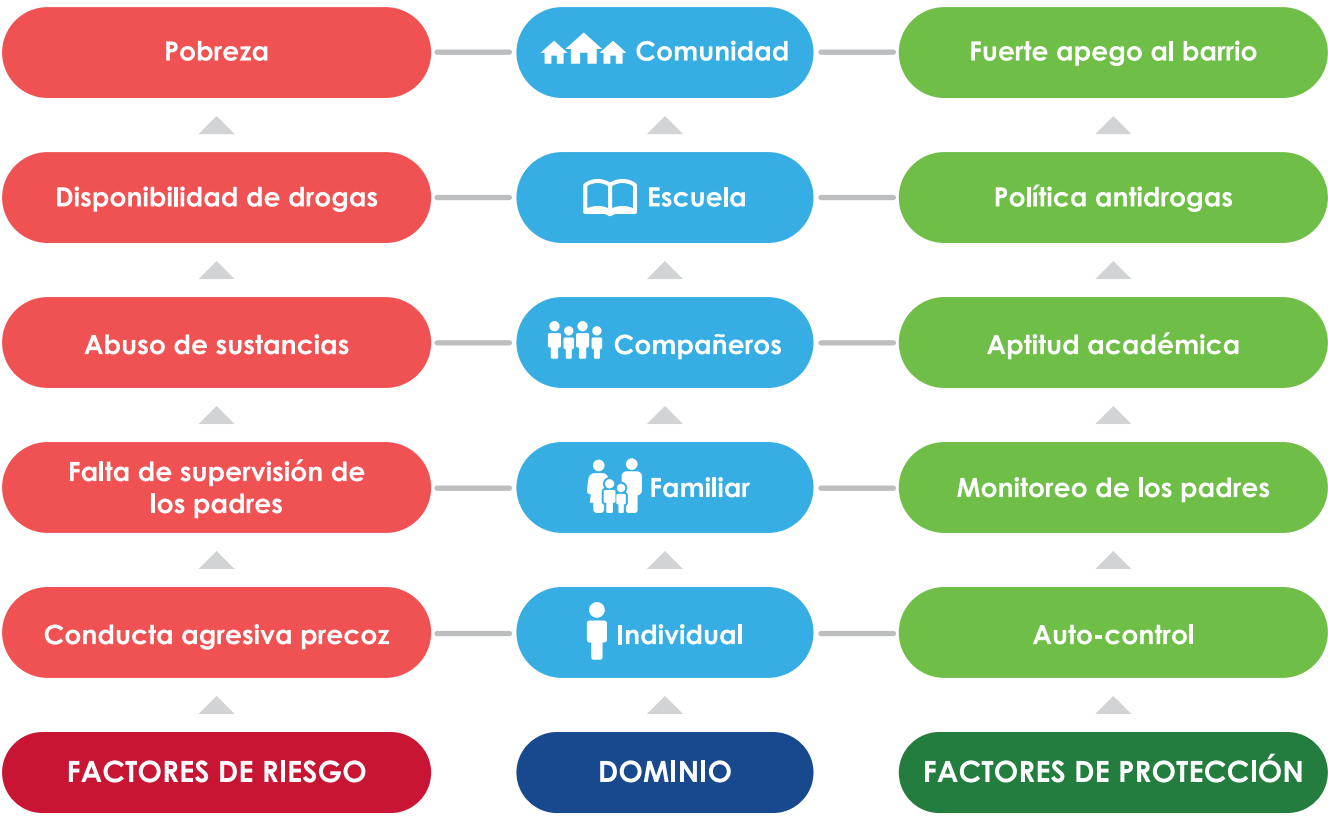 Pobreza
Comunidad
Fuerte apego al barrio
Disponibilidad de drogas
Escuela
Política antidrogas
Abuso de sustancias
Compañeros
Aptitud académica
Falta de supervisión de
los padres
Familiar
Monitoreo de los padres
Conducta agresiva precoz
Individual
Auto-control
FACTORES DE RIESGO
DOMINIO
FACTORES DE PROTECCIÓN